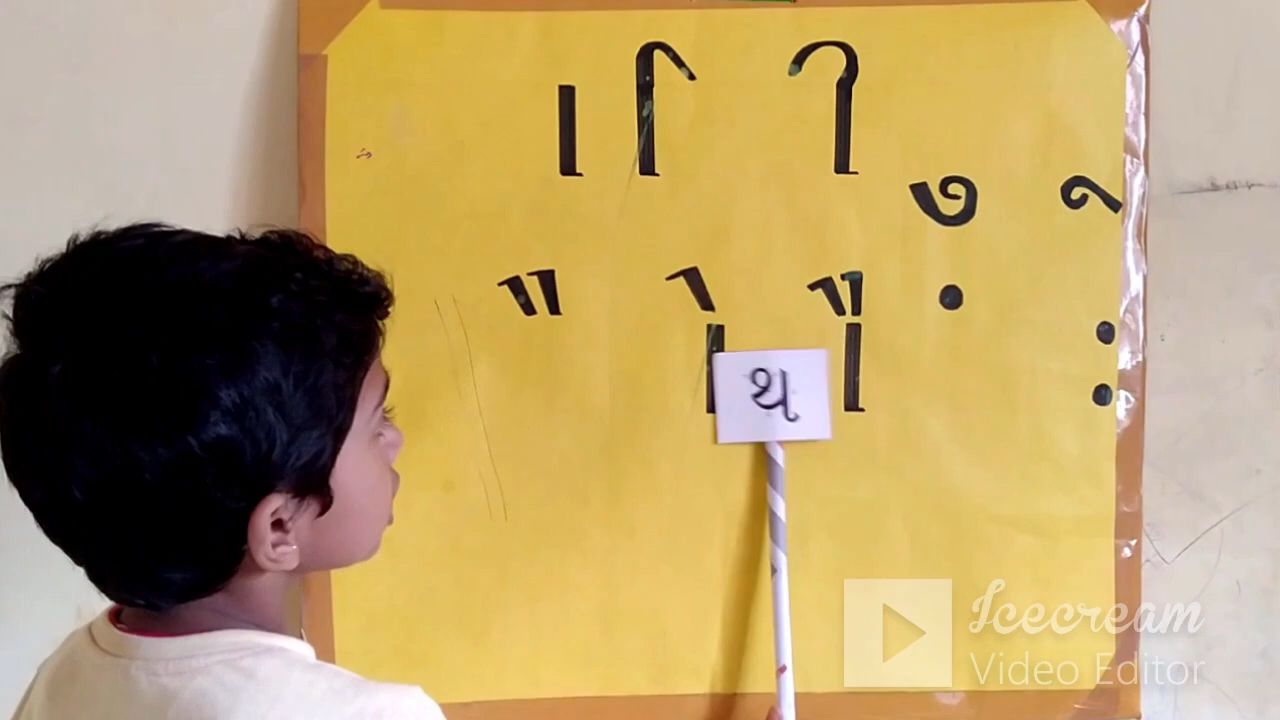 ા િ ી
ુ ૃ
ૈ ો ૌ ં
ઃ
થ
Icecream
Video Editor